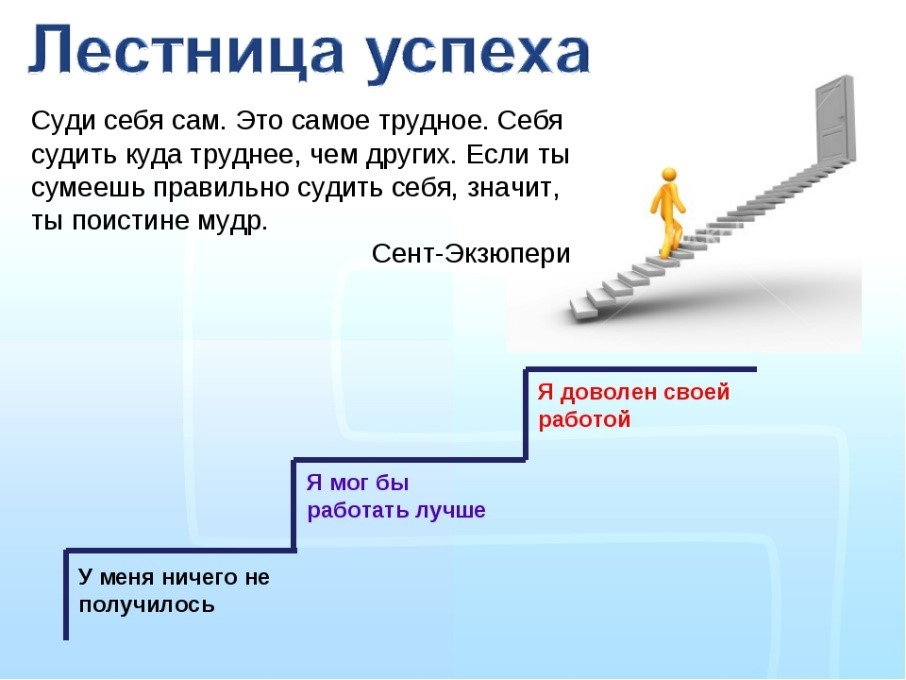 Лестница успеха
Суди себя сам. Это самое трудное. Себя
судить куда труднее, чем других. Если ты
сумеешь правильно судить себя, значит,
ты поистине мудр.
Сент-Экзюпери
Я доволен своей
работой
Я мог бы
работать лучше
У меня ничего не
получилось